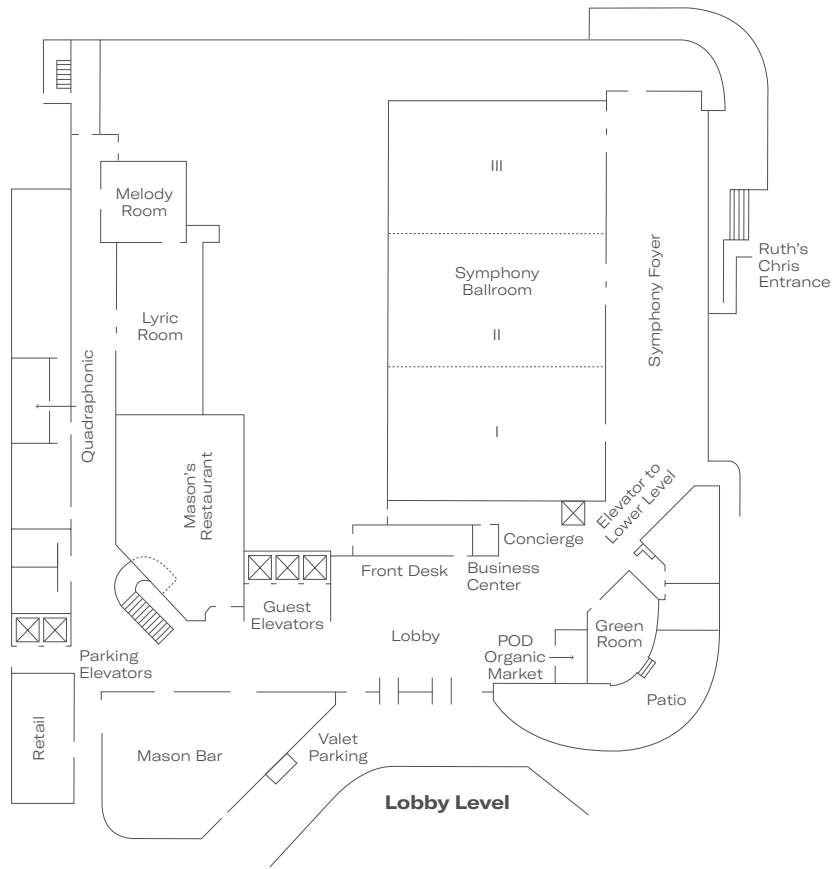 III
Melody
Room
Symphony
Ballroom
Symphony Foyer
Ruth's
Chris
Entrance
Lyric
Room
II
Quadraphonic
I
Mason's
Restaurant
Elevator to
Lower Level
Concierge
Front Desk
Business
Center
Guest
Elevators
Lobby
Green
Room
POD
Organic
Market
Parking
Elevators
Patio
Retail
Mason Bar
Valet
Parking
Lobby Level